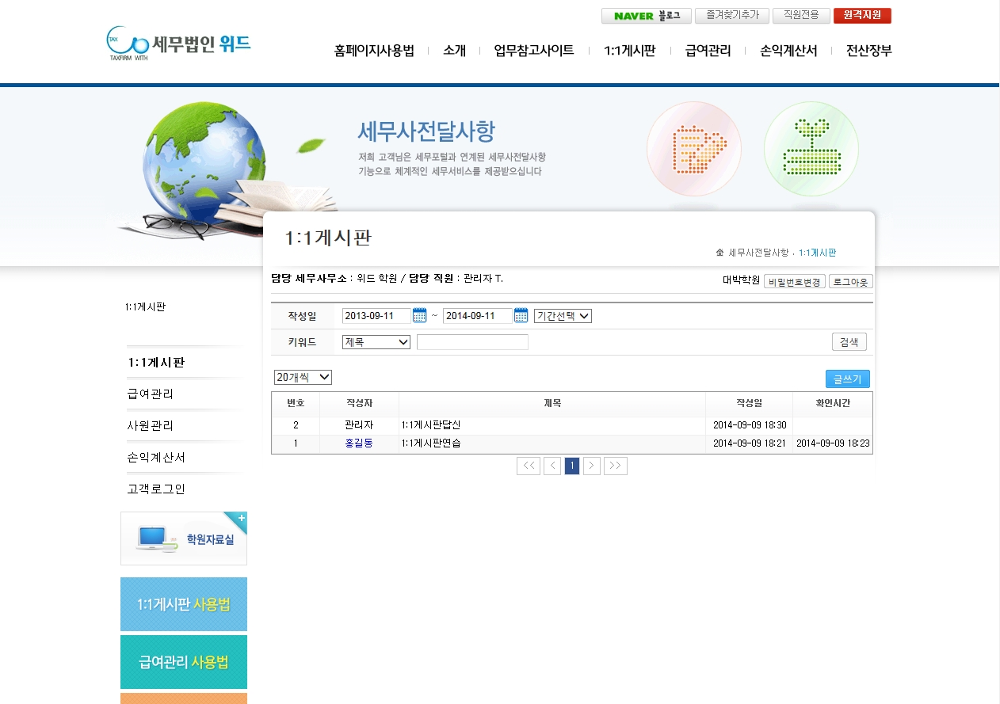 NAVER 블로그 즐겨찾기추가 직원전용 원격지원
TAX
세무법인 위드
TAXFIRM WITH
홈페이지사용법 소개 업무참고사이트 1:1게시판 급여관리 손익계산서 전산장부
세무사전달사항
저희 고객님은 세무포털과 연계된 세무사전달사항
기능으로 체계적인 세무서비스를 제공받으십니다
1:1게시판
세무사전달사항 . 1:1게시판
담당 세무사무소 : 위드 학원 / 담당 직원 : 관리자 T.
대박학원 비밀번호변경 로그아웃
1:1게시판
1:1게시판
급여관리
사원관리
손익계산서
고객로그인
학원자료실
1:1게시판 사용법
급여관리 사용법
작성일 2013-09-11 ~ 2014-09-11 기간선택
키워드 제목 검색
20개씩 글쓰기
번호 작성자 제목 작성일 확인시간
2 관리자 1:1게시판답신 2014-09-09 18:30
1 홍길동 1:1게시판연습 2014-09-09 18:21 2014-09-09 18:23
<< < 1 > >>